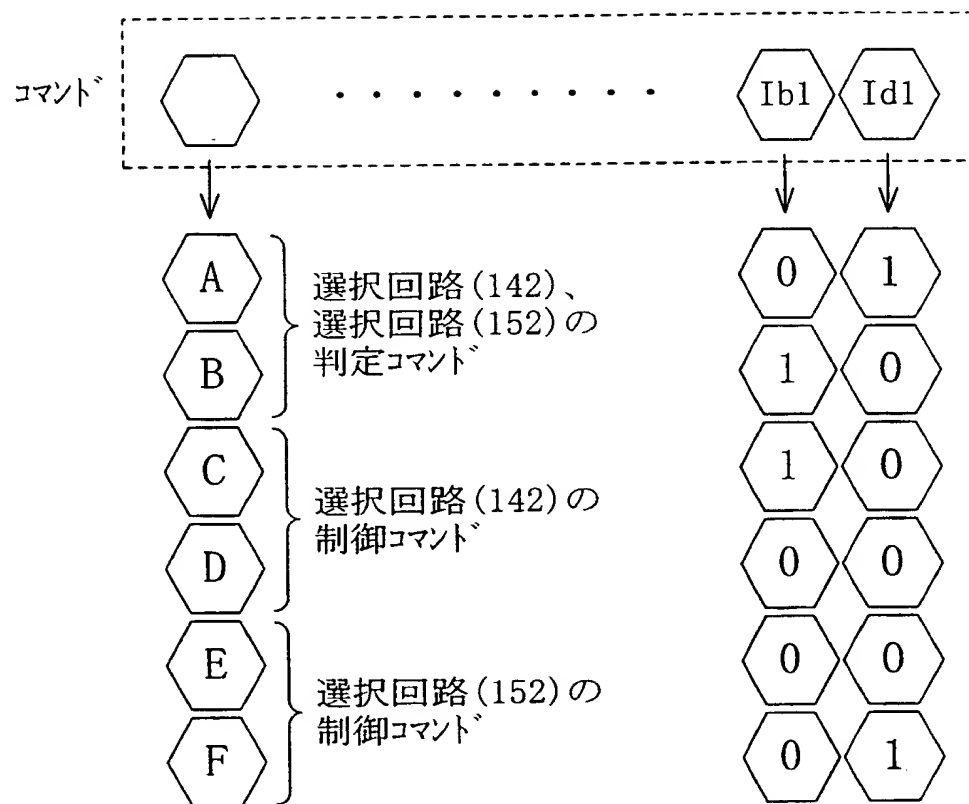 コマンド
・・・・・・・・・
Ib1 Id1
A
B
選択回路(142)、
選択回路(152)の
判定コマンド
0 1
1 0
C
D
選択回路(142)の
制御コマンド
1 0
0 0
E
F
選択回路(152)の
制御コマンド
0 0
0 1